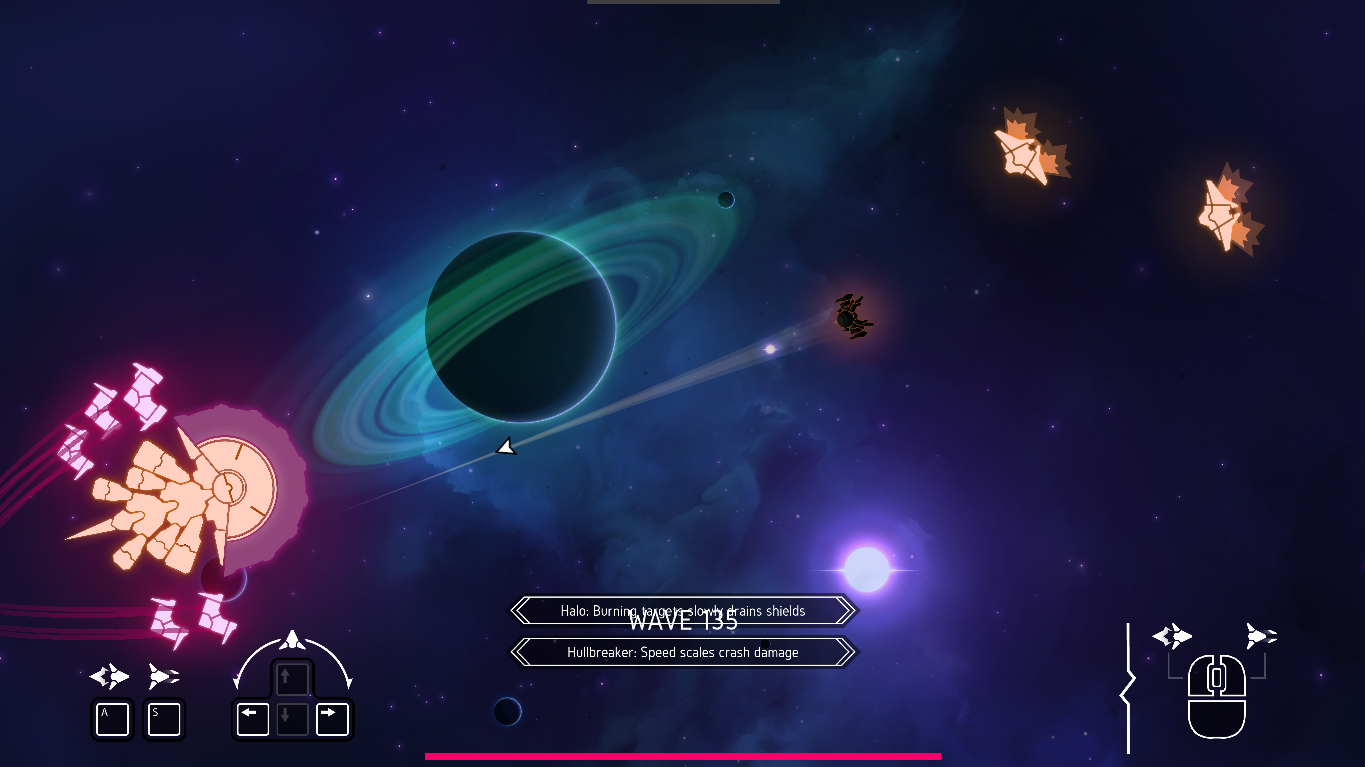 Halo: Burning targets slowly drains shields
WAVE 135
Hullbreaker: Speed scales crash damage
A
S